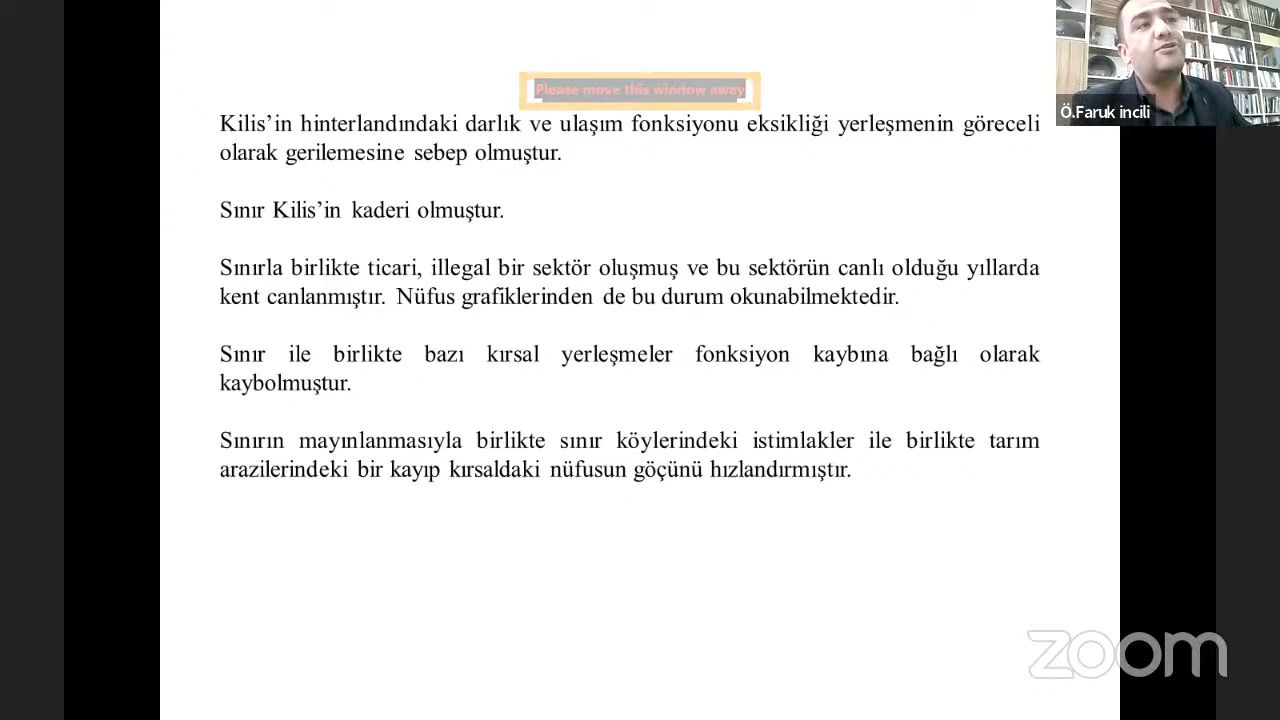 Please move this window away
Ö.Faruk incili
Kilis’in hinterlandındaki darlık ve ulaşım fonksiyonu eksikliği yerleşmenin göreceli
olarak gerilemesine sebep olmuştur.
Sınır Kilis’in kaderi olmuştur.
Sınırla birlikte ticari, illegal bir sektör oluşmuş ve bu sektörün canlı olduğu yıllarda
kent canlanmıştır. Nüfus grafiklerinden de bu durum okunabilmektedir.
Sınır ile birlikte bazı kırsal yerleşmeler fonksiyon kaybına bağlı olarak
kaybolmuştur.
Sınırın mayınlanmasıyla birlikte sınır köylerindeki istimlakler ile birlikte tarım
arazilerindeki bir kayıp kırsaldaki nüfusun göçünü hızlandırmıştır.
zoom